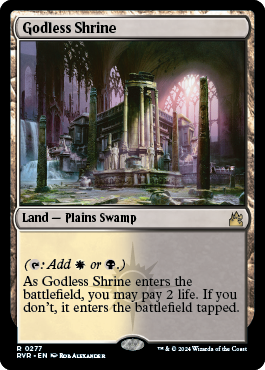 Godless Shrine
Land — Plains Swamp
(: Add or .)
As Godless Shrine enters the
battlefield, you may pay 2 life. If you
don't, it enters the battlefield tapped.
R 0277
RVR • EN Rob Alexander
™ & © 2024 Wizards of the Coast